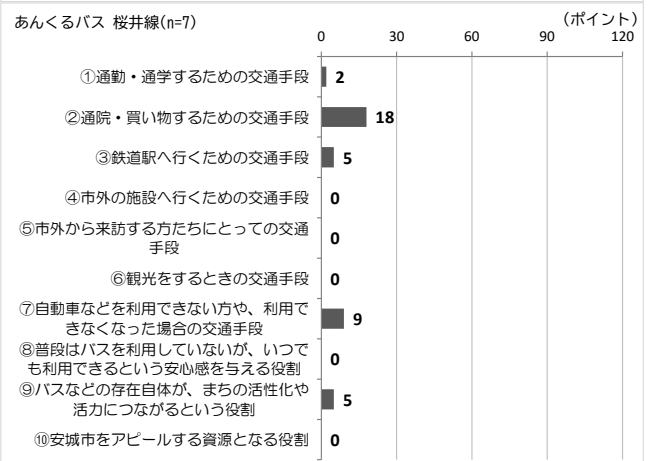 あんくるバス 桜井線(n=7)
(ポイント)
0 30 60 90 120
①通勤・通学するための交通手段 2
②通院・買い物するための交通手段 18
③鉄道駅へ行くための交通手段 5
④市外の施設へ行くための交通手段 0
⑤市外から来訪する方たちにとっての交通
手段 0
⑥観光をするときの交通手段 0
⑦自動車などを利用できない方や、利用で
きなくなった場合の交通手段 9
⑧普段はバスを利用していないが、いつで
も利用できるという安心感を与える役割 0
⑨バスなどの存在自体が、まちの活性化や
活力につながるという役割 5
⑩安城市をアピールする資源となる役割 0